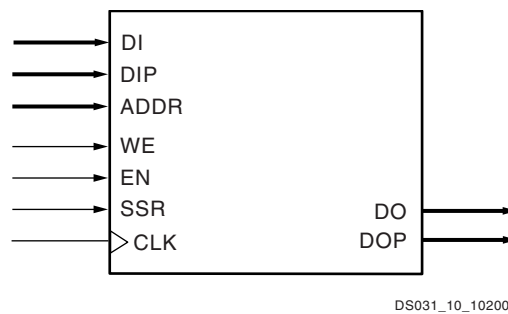 DI
DIP
ADDR
WE
EN
SSR
DO
CLK
DOP
DS031_10_10200